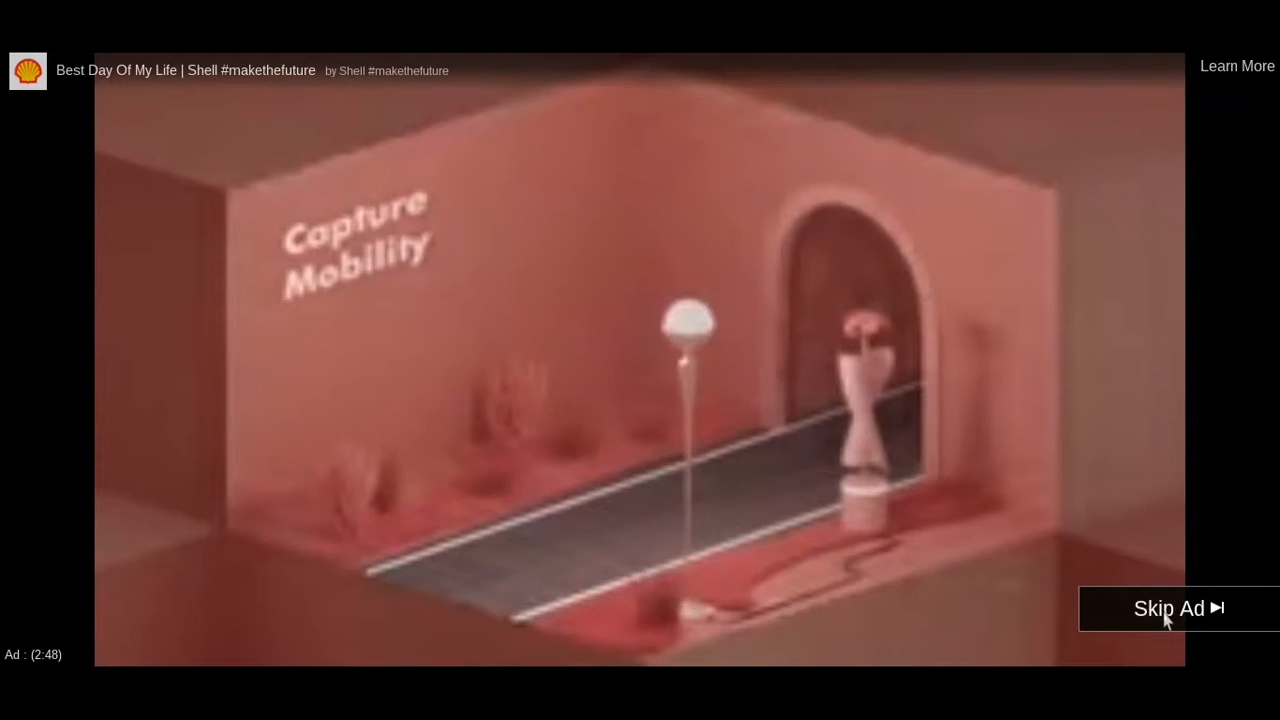 Best Day Of My Life | Shell #makethefuture by Shell #makethefuture
Learn More
Capture
Mobility
Skip Ad
Ad : (2:48)